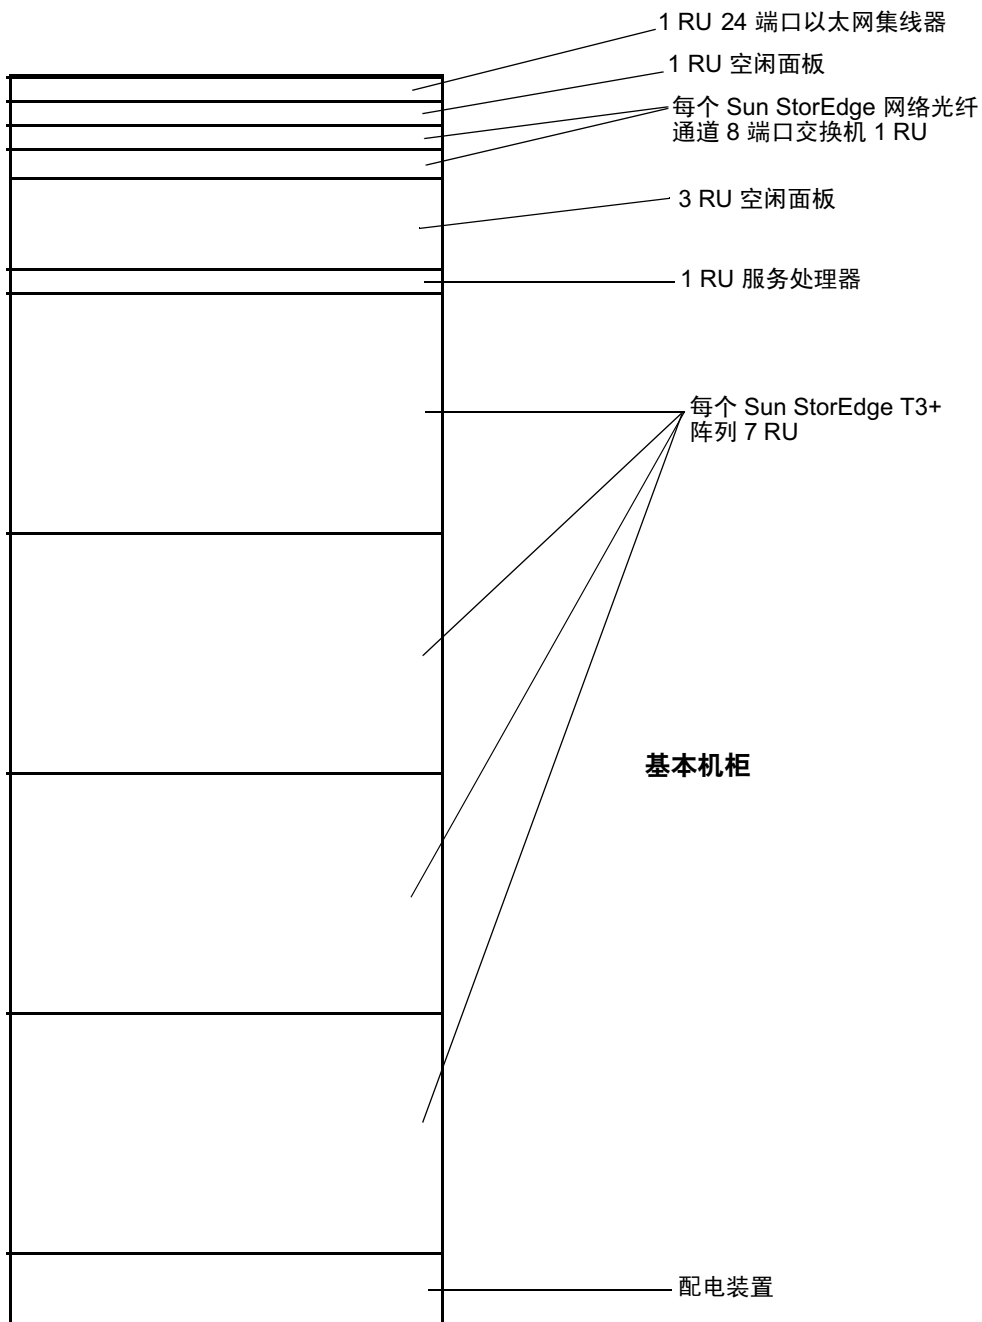 1 RU 24 端口以太网集线器
1 RU 空闲面板
每个 Sun StorEdge 网络光纤
通道 8 端口交换机 1 RU
3 RU 空闲面板
1 RU 服务处理器
每个 Sun StorEdge T3+
阵列 7 RU
基本机柜
配电装置